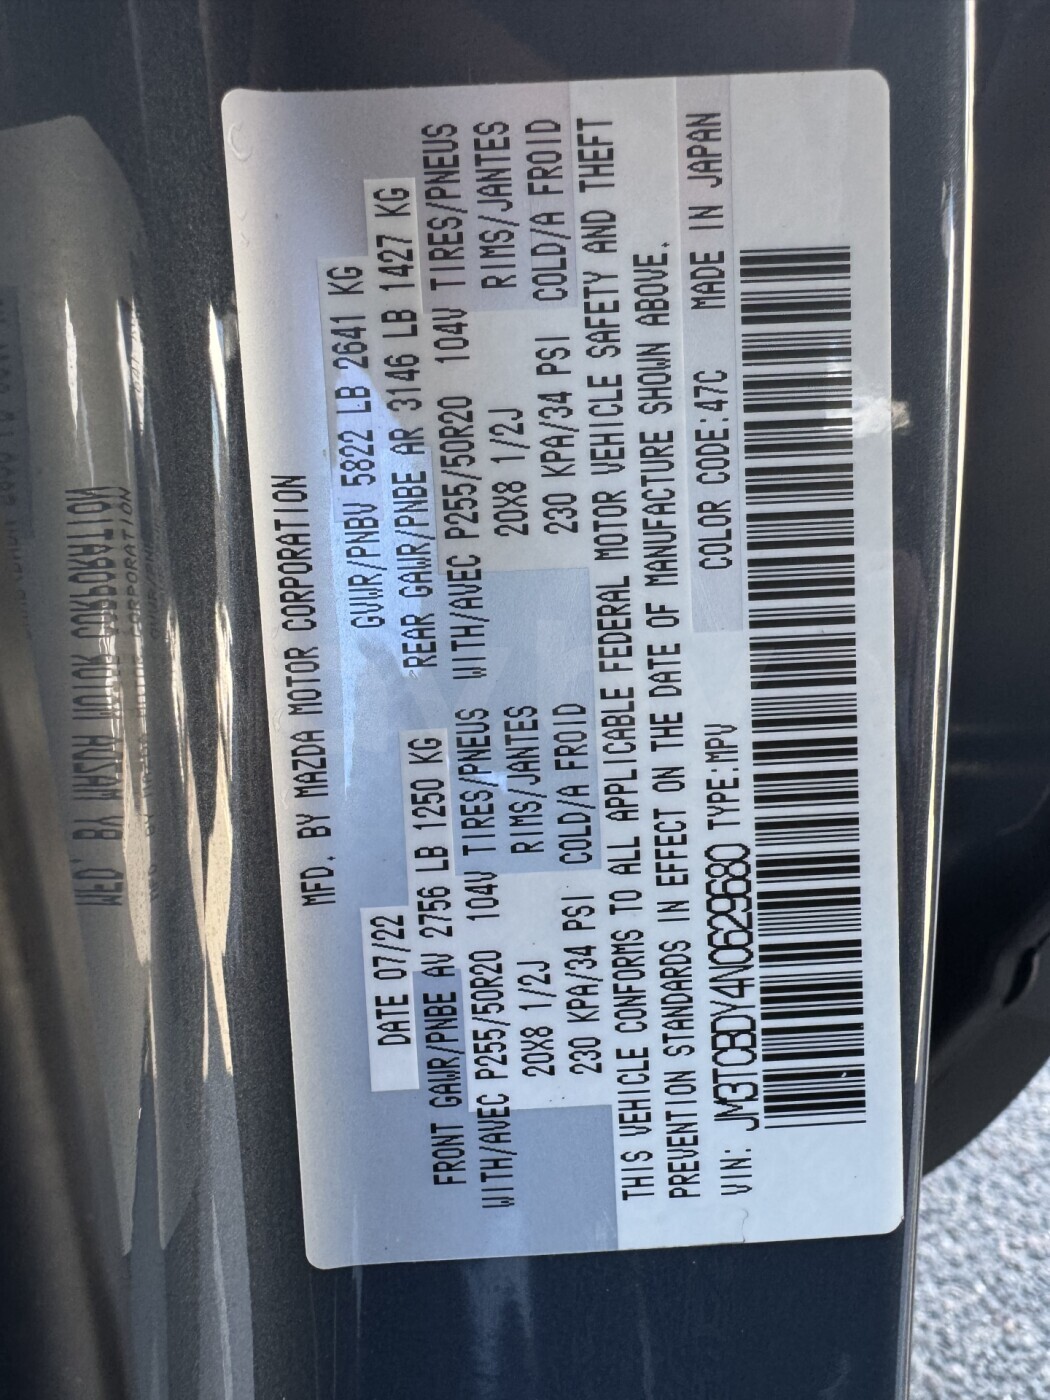 MFD. BY MAZDA MOTOR CORPORATION
DATE 07/22 GVWR/PNBV 5822 LB 2641 KG
FRONT GAWR/PNBE AV 2756 LB 1250 KG REAR GAWR/PNBE AR 3146 LB 1427 KG
WITH/AVEC P255/50R20 104V TIRES/PNEUS WITH/AVEC P255/50R20 104V TIRES/PNEUS
20X8 1/2J RIMS/JANTES 20X8 1/2J RIMS/JANTES
230 KPA/34 PSI COLD/A FROID 230 KPA/34 PSI COLD/A FROID
THIS VEHICLE CONFORMS TO ALL APPLICABLE FEDERAL MOTOR VEHICLE SAFETY AND THEFT
PREVENTION STANDARDS IN EFFECT ON THE DATE OF MANUFACTURE SHOWN ABOVE.
VIN: JM3TCBDY4N0629680 TYPE:MPV COLOR CODE:47C MADE IN JAPAN